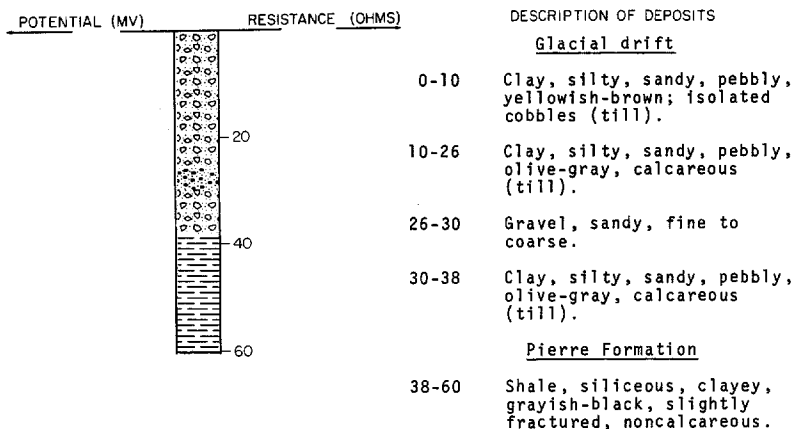 POTENTIAL (MV) RESISTANCE (OHMS) DESCRIPTION OF DEPOSITS
Glacial drift
0-10 Clay, silty, sandy, pebbly,
yellowish-brown; isolated
cobbles (till).
20
10-26 Clay, silty, sandy, pebbly,
olive-gray, calcareous
(till).
26-30 Gravel, sandy, fine to
coarse.
40
30-38 Clay, silty, sandy, pebbly,
olive-gray, calcareous
(till).
60
Pierre Formation
38-60 Shale, siliceous, clayey,
grayish-black, slightly
fractured, noncalcareous.